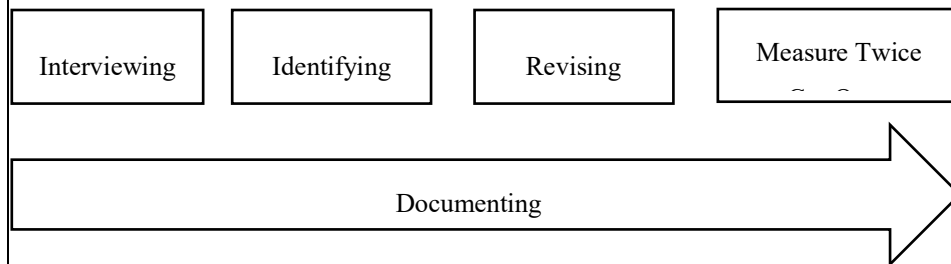 Interviewing
Identifying
Revising
Measure Twice
Documenting